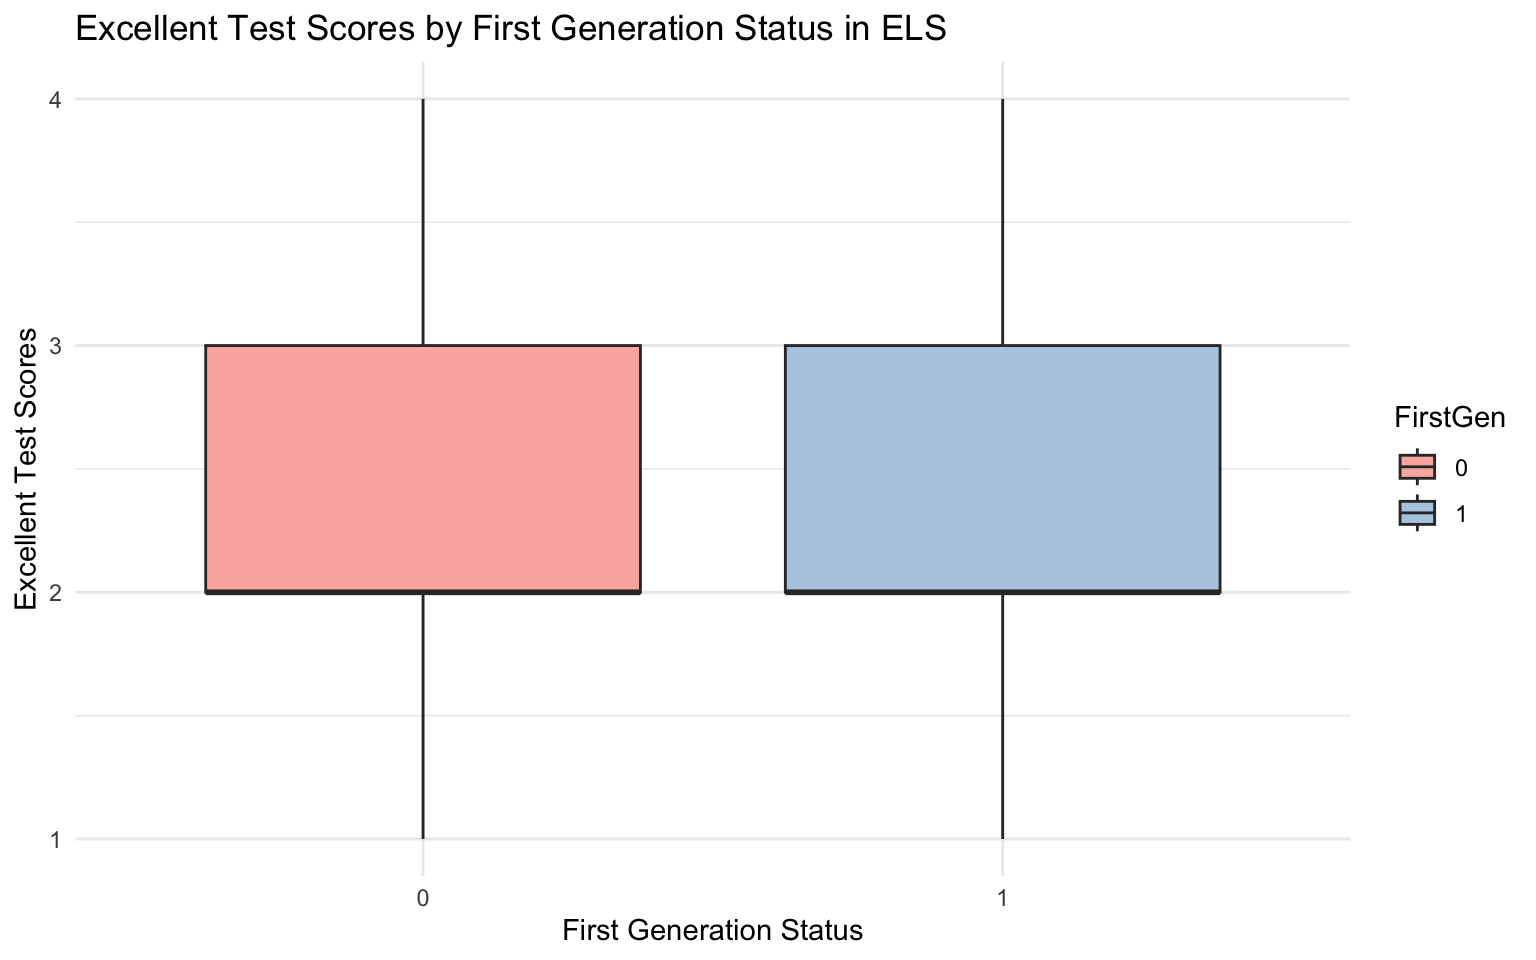 Excellent Test Scores by First Generation Status in ELS
Excellent Test Scores
4
3
2
1
0
1
First Generation Status
FirstGen
0
1